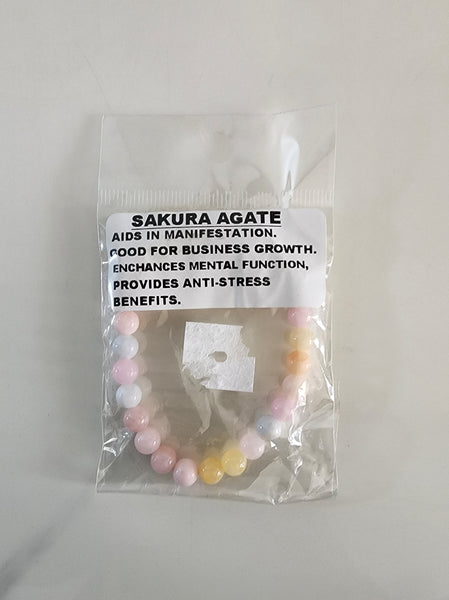 SAKURA AGATE
AIDS IN MANIFESTATION.
GOOD FOR BUSINESS GROWTH.
ENCHANCES MENTAL FUNCTION,
PROVIDES ANTI-STRESS
BENEFITS.